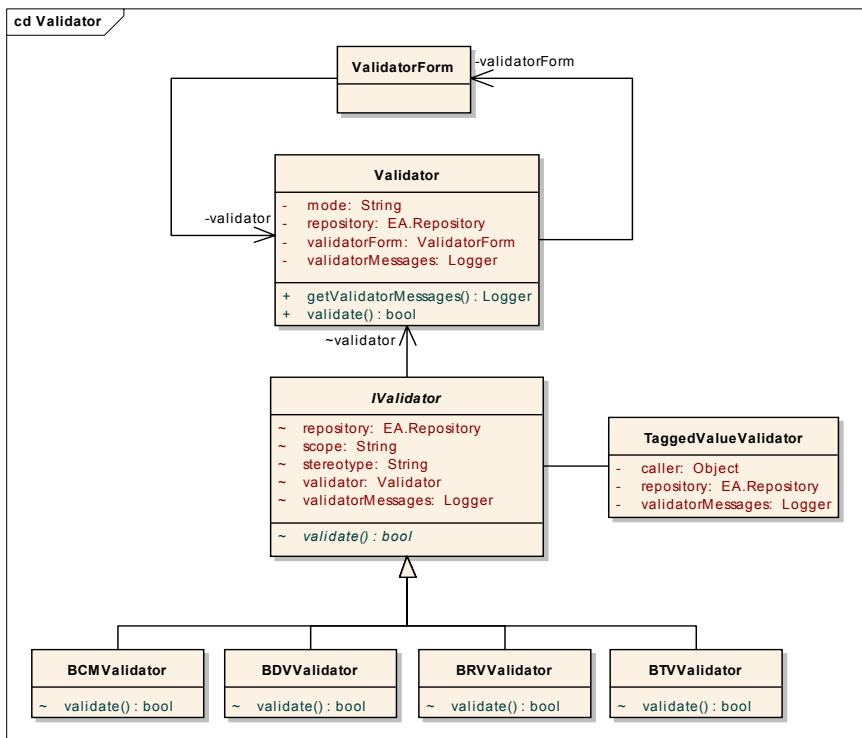 cd Validator
ValidatorForm
-validatorForm
-validator
Validator
- mode: String
- repository: EA.Repository
- validatorForm: ValidatorForm
- validatorMessages: Logger
+ getValidatorMessages() : Logger
+ validate() : bool
~validator
IValidator
~ repository: EA.Repository
~ scope: String
~ stereotype: String
~ validator: Validator
~ validatorMessages: Logger
~ validate() : bool
TaggedValueValidator
- caller: Object
- repository: EA.Repository
- validatorMessages: Logger
BCMValidator
~ validate() : bool
BDVValidator
~ validate() : bool
BRVValidator
~ validate() : bool
BTVValidator
~ validate() : bool